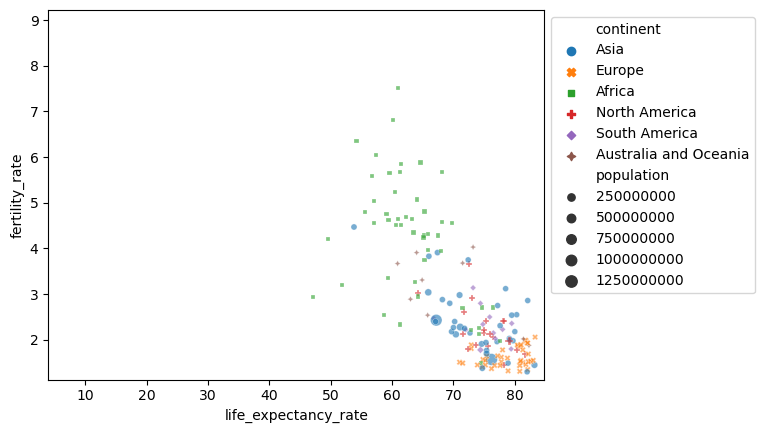 9
8
7
6
5
4
3
2
fertility_rate
10 20 30 40 50 60 70 80
life_expectancy_rate
continent
Asia
Europe
Africa
North America
South America
Australia and Oceania
population
250000000
500000000
750000000
1000000000
1250000000